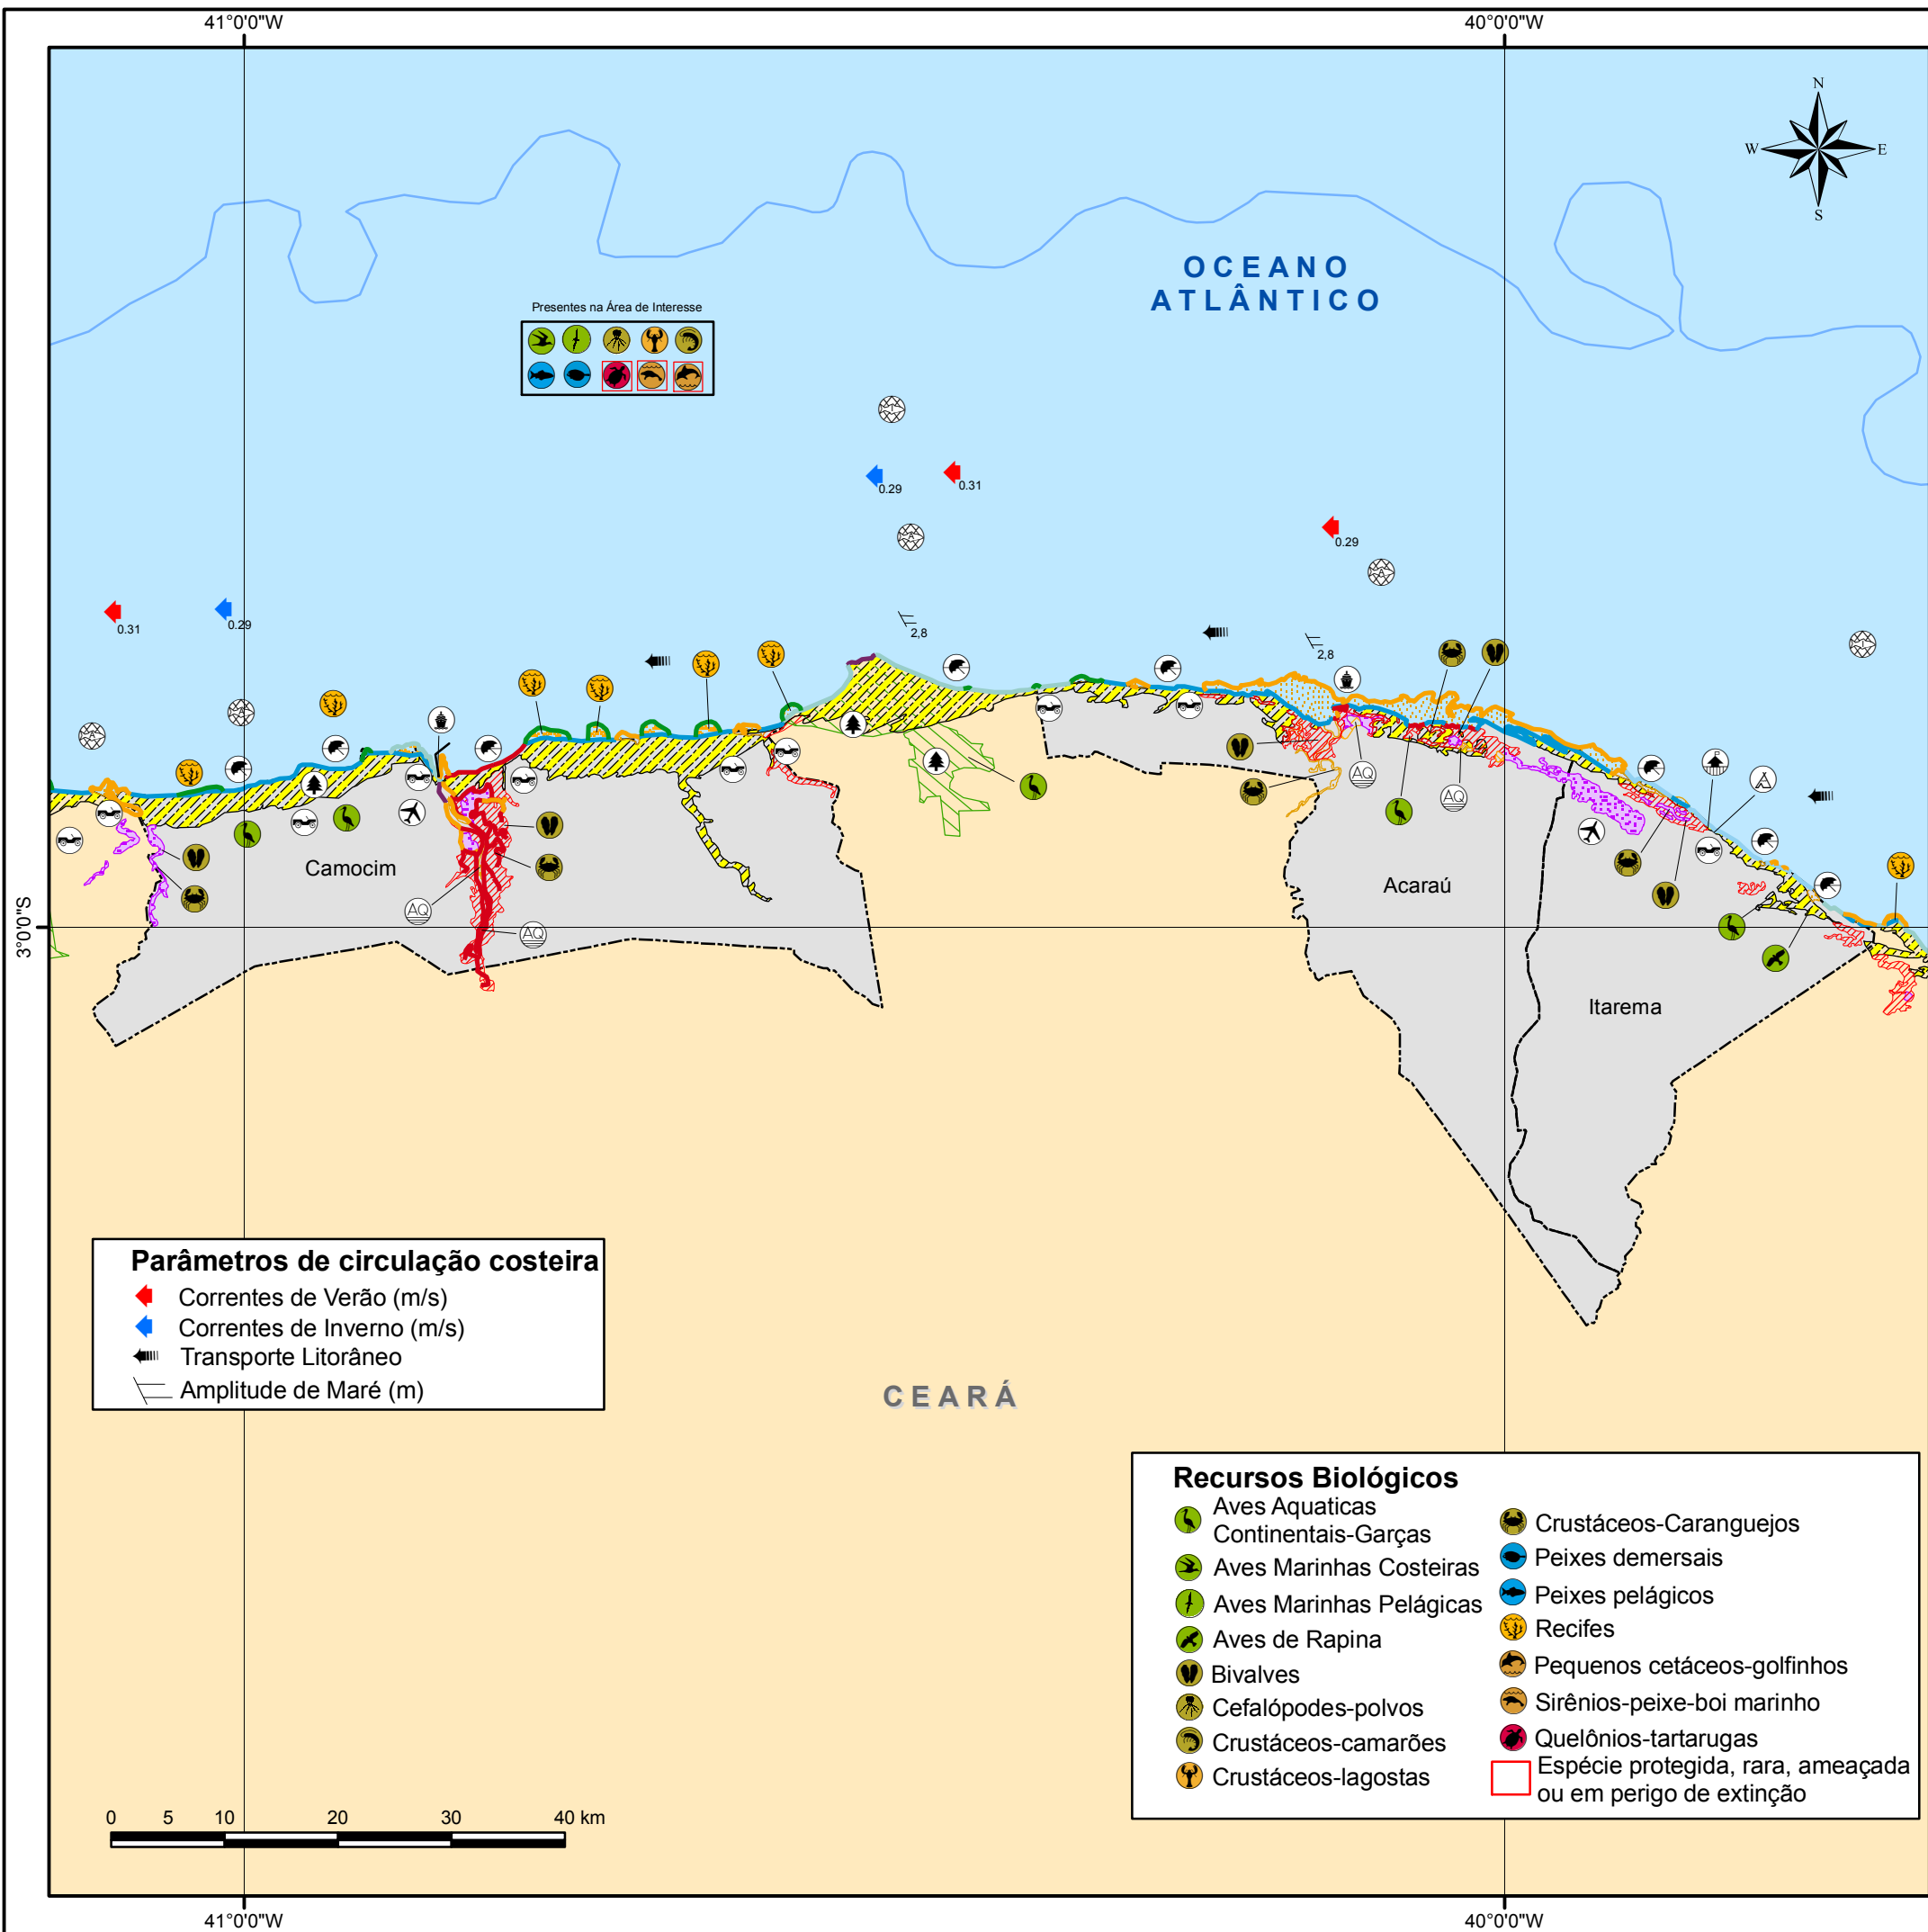 41°0'0"W
40°0'0"W
N
W
E
S
OCEANO
ATLÂNTICO
Presentes na Área de Interesse
I
0.29
0.31
A
0.29
A
0.31
0.29
2,8
2,8
I
A
A
AQ
AQ
Camocim
Acaraú
AQ
AQ
3°0'0"S
Itarema
Parâmetros de circulação costeira
Correntes de Verão (m/s)
Correntes de Inverno (m/s)
Transporte Litorâneo
Amplitude de Maré (m)
CEARÁ
Recursos Biológicos
Aves Aquaticas
Continentais-Garças
Aves Marinhas Costeiras
Aves Marinhas Pelágicas
Aves de Rapina
Bivalves
Cefalópodes-polvos
Crustáceos-camarões
Crustáceos-lagostas
Crustáceos-Caranguejos
Peixes demersais
Peixes pelágicos
Recifes
Pequenos cetáceos-golfinhos
Sirênios-peixe-boi marinho
Quelônios-tartarugas
Espécie protegida, rara, ameaçada
ou em perigo de extinção
0 5 10 20 30 40 km
41°0'0"W
40°0'0"W